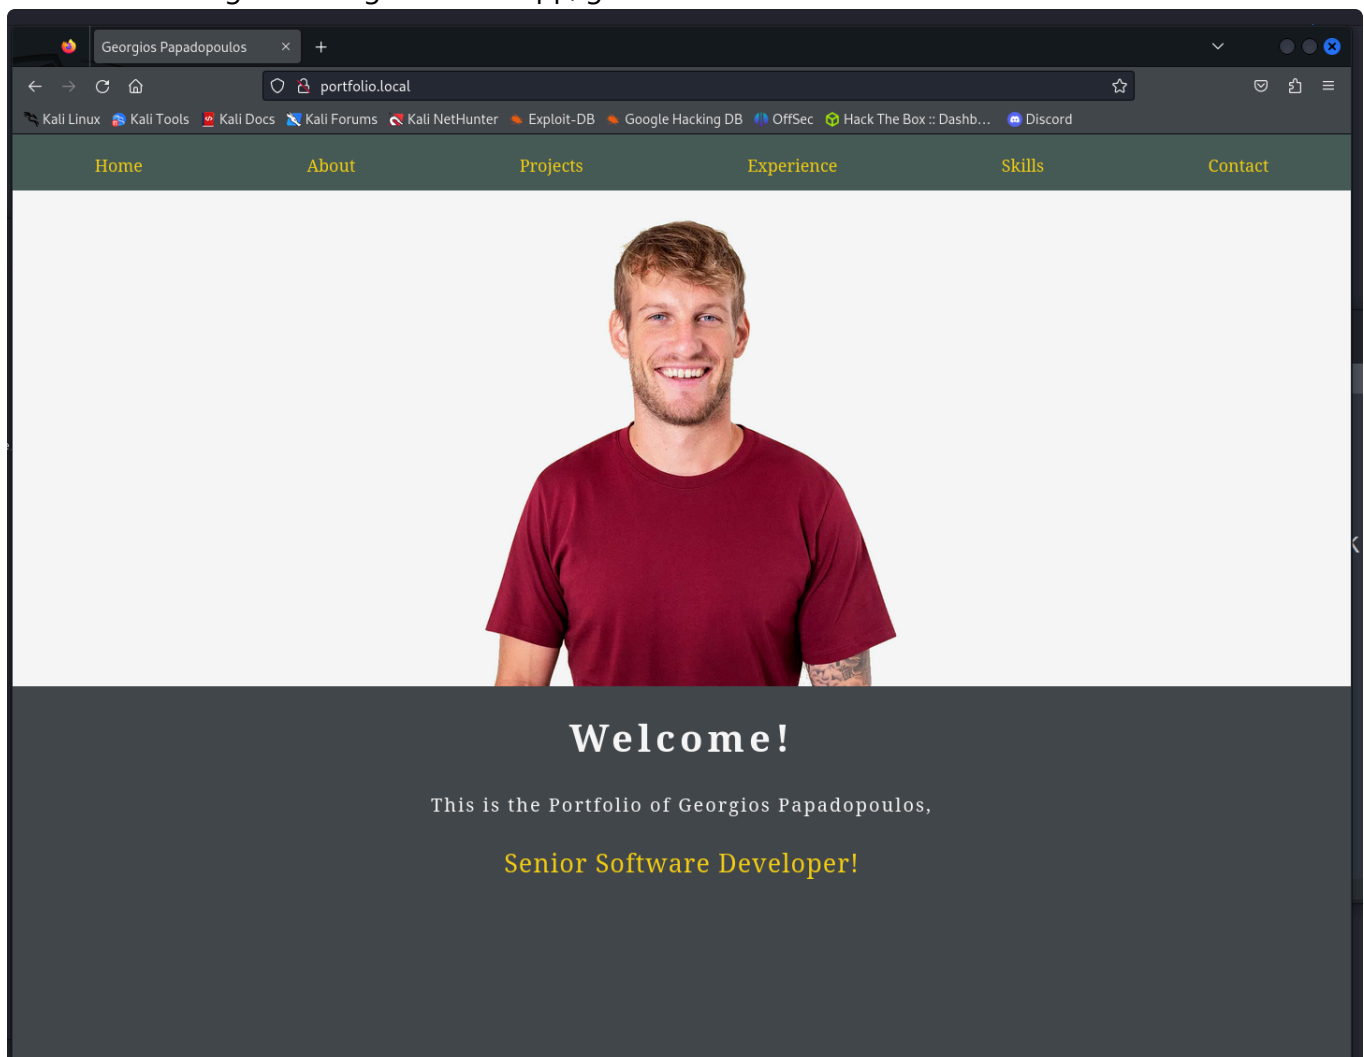 Georgios Papadopoulos
portfolio.local
Kali Linux Kali Tools Kali Docs Kali Forums Kali NetHunter Exploit-DB Google Hacking DB OffSec Hack The Box :: Dashb... Discord
Home About Projects Experience Skills Contact
Welcome!
This is the Portfolio of Georgios Papadopoulos,
Senior Software Developer!